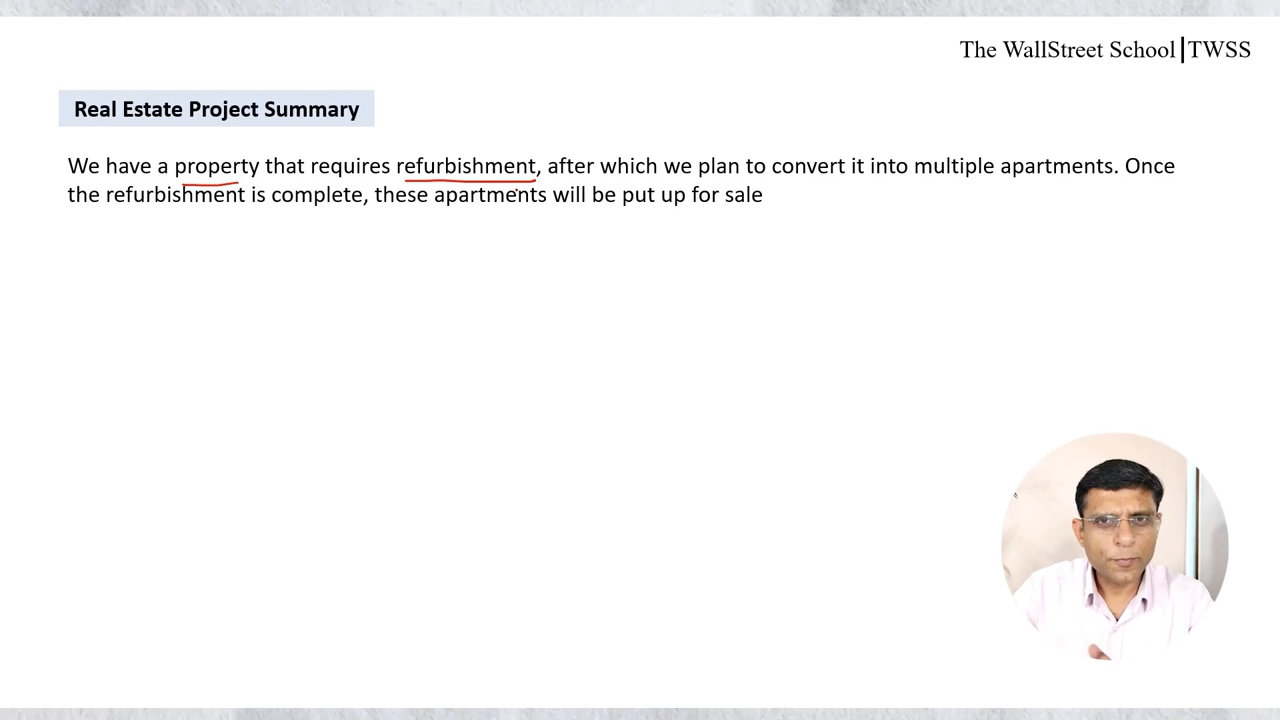 The WallStreet School|TWSS
Real Estate Project Summary
We have a property that requires refurbishment, after which we plan to convert it into multiple apartments. Once
the refurbishment is complete, these apartments will be put up for sale